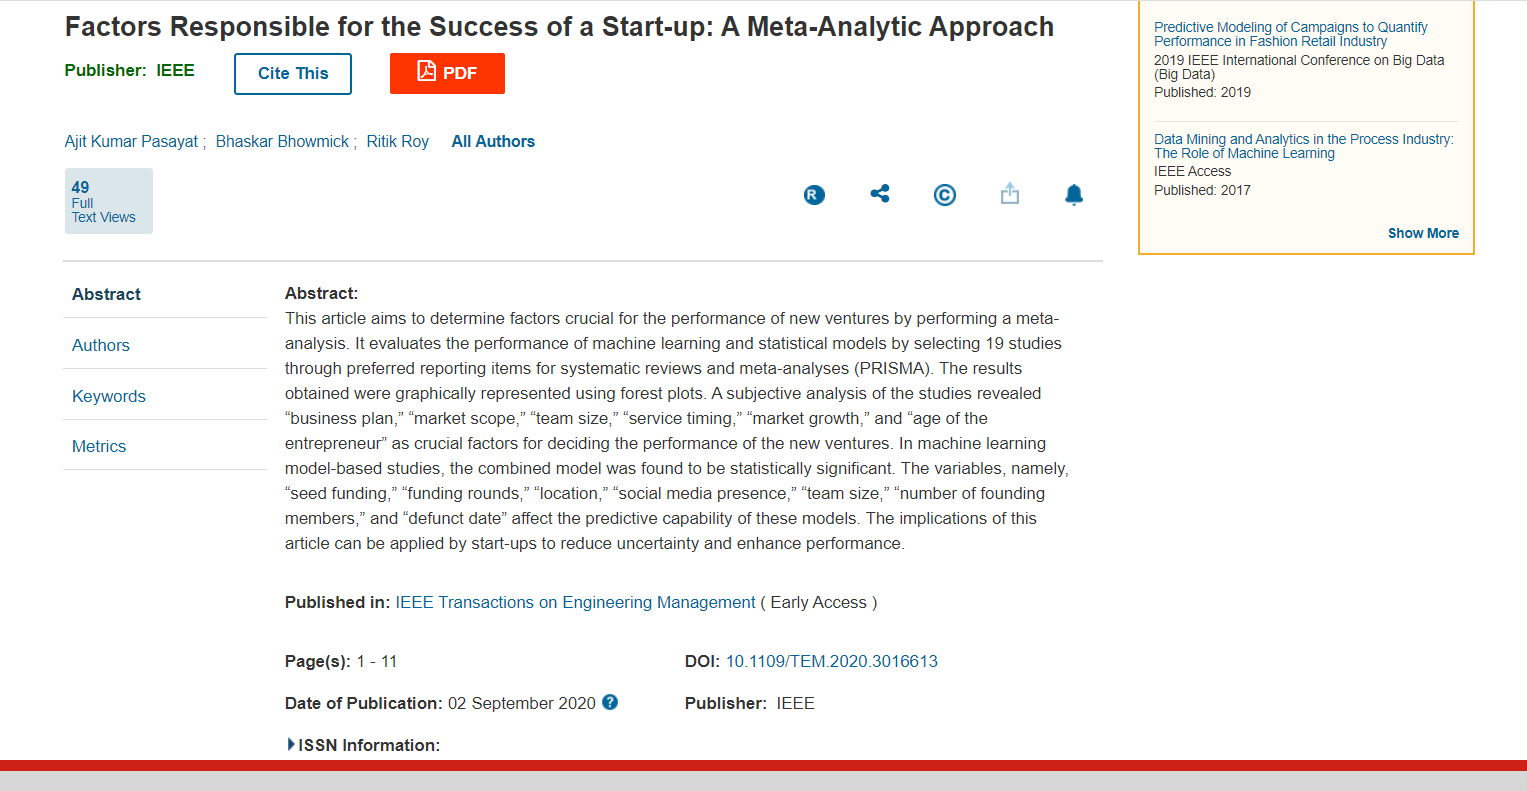 Factors Responsible for the Success of a Start-up: A Meta-Analytic Approach
Publisher: IEEE
Cite This
PDF
Ajit Kumar Pasayat ; Bhaskar Bhowmick ; Ritik Roy All Authors
49
Full
Text Views
R
C
Abstract
Authors
Keywords
Metrics
Abstract:
This article aims to determine factors crucial for the performance of new ventures by performing a meta-
analysis. It evaluates the performance of machine learning and statistical models by selecting 19 studies
through preferred reporting items for systematic reviews and meta-analyses (PRISMA). The results
obtained were graphically represented using forest plots. A subjective analysis of the studies revealed
“business plan,” “market scope,” “team size,” “service timing,” “market growth,” and “age of the
entrepreneur” as crucial factors for deciding the performance of the new ventures. In machine learning
model-based studies, the combined model was found to be statistically significant. The variables, namely,
“seed funding,” “funding rounds,” “location,” “social media presence,” “team size,” “number of founding
members,” and “defunct date” affect the predictive capability of these models. The implications of this
article can be applied by start-ups to reduce uncertainty and enhance performance.
Published in: IEEE Transactions on Engineering Management ( Early Access )
Page(s): 1 - 11
DOI: 10.1109/TEM.2020.3016613
Date of Publication: 02 September 2020 ?
Publisher: IEEE
ISSN Information:
Predictive Modeling of Campaigns to Quantify
Performance in Fashion Retail Industry
2019 IEEE International Conference on Big Data
(Big Data)
Published: 2019
Data Mining and Analytics in the Process Industry:
The Role of Machine Learning
IEEE Access
Published: 2017
Show More